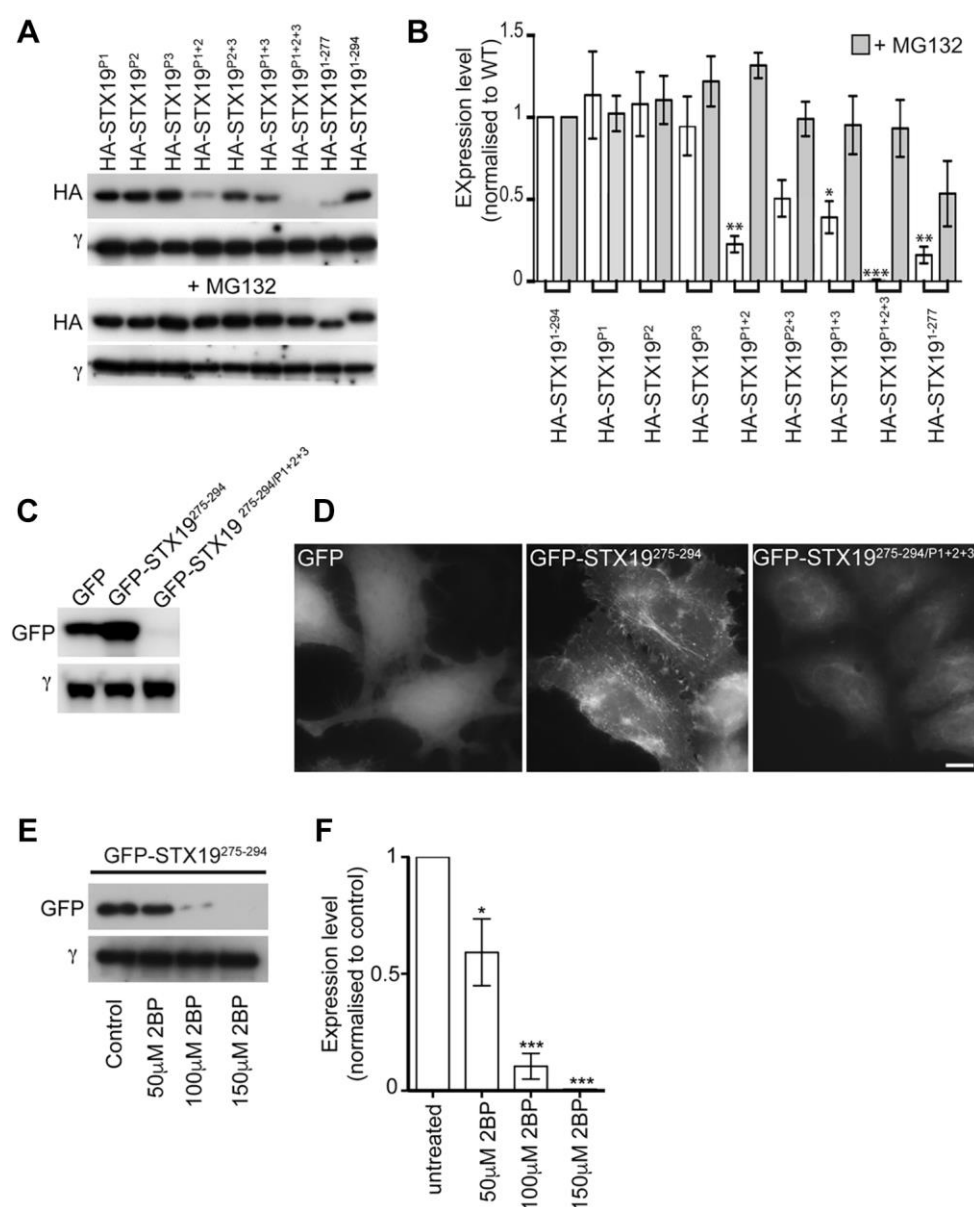 A
HA-STX19P1
HA-STX19P2
HA-STX19P3
HA-STX19P1+2
HA-STX19P2+3
HA-STX19P1+3
HA-STX19P1+2+3
HA-STX191-277
HA-STX191-294
HA
γ
+ MG132
HA
γ
B
EXpression level
(normalised to WT)
1.5
1
0.5
0
+ MG132
**
*
***
**
HA-STX191-294
HA-STX19P1
HA-STX19P2
HA-STX19P3
HA-STX19P1+2
HA-STX19P2+3
HA-STX19P1+3
HA-STX19P1+2+3
HA-STX191-277
C
GFP
GFP-STX19275-294
GFP-STX19 275-294/P1+2+3
GFP
γ
D
GFP
GFP-STX19275-294
GFP-STX19275-294/P1+2+3
E
GFP-STX19275-294
GFP
γ
Control
50μM 2BP
100μM 2BP
150μM 2BP
F
Expression level
(normalised to control)
1
0.5
0
*
***
***
untreated
50μM 2BP
100μM 2BP
150μM 2BP